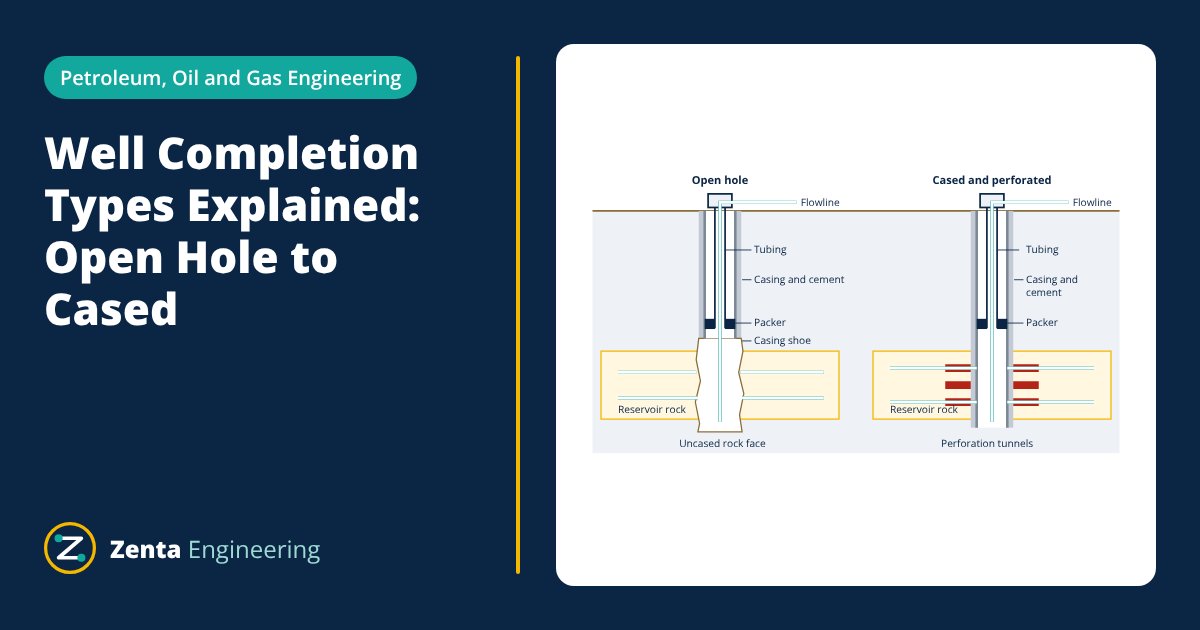 Petroleum, Oil and Gas Engineering
Well Completion
Types Explained:
Open Hole to
Cased
Zenta Engineering
Open hole
Flowline
Tubing
Casing and cement
Packer
Casing shoe
Reservoir rock
Uncased rock face
Cased and perforated
Flowline
Tubing
Casing and
cement
Packer
Reservoir rock
Perforation tunnels